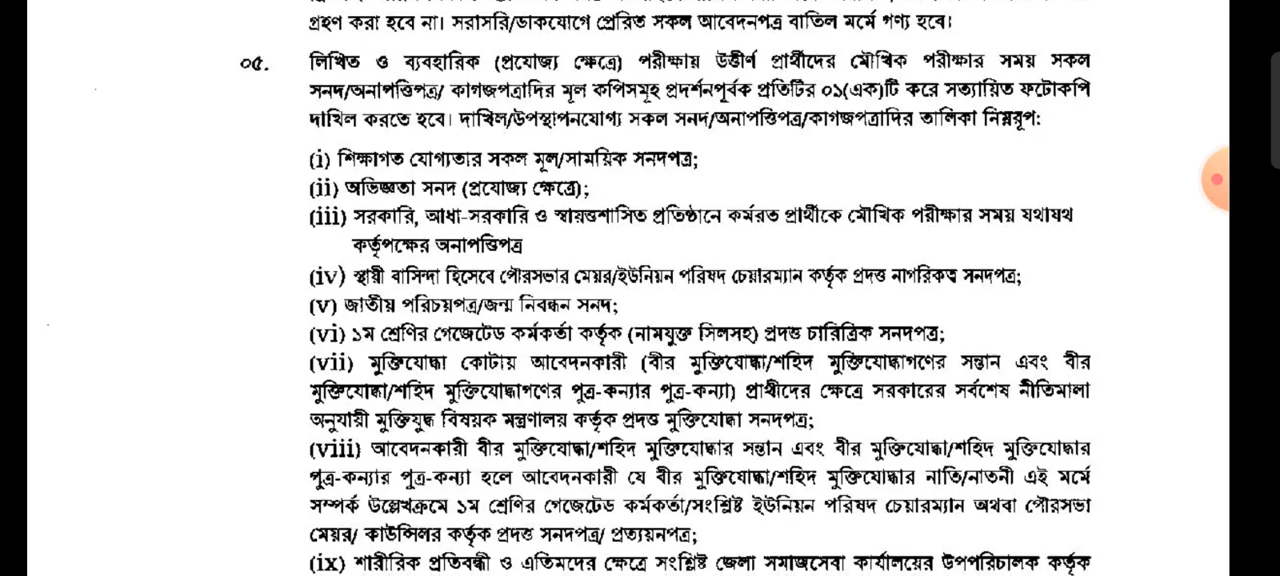 গ্রহণ করা হবে না। সরাসরি/ডাকযোগে প্রেরিত সকল আবেদনপত্র বাতিল মর্মে গণ্য হবে।
০৫. লিখিত ও ব্যবহারিক (প্রযোজ্য ক্ষেত্রে) পরীক্ষায় উত্তীর্ণ প্রার্থীদের মৌখিক পরীক্ষার সময় সকল
সনদ/অনাপত্তিপত্র/ কাগজপত্রাদির মূল কপিসমূহ প্রদর্শনপূর্বক প্রতিটির ০১(এক)টি করে সত্যায়িত ফটোকপি
দাখিল করতে হবে। দাখিল/উপস্থাপনযোগ্য সকল সনদ/অনাপত্তিপত্র/কাগজপত্রাদির তালিকা নিম্নরূপ:
(i) শিক্ষাগত যোগ্যতার সকল মূল/সাময়িক সনদপত্র;
(ii) অভিজ্ঞতা সনদ (প্রযোজ্য ক্ষেত্রে);
(iii) সরকারি, আধা-সরকারি ও স্বায়ত্তশাসিত প্রতিষ্ঠানে কর্মরত প্রার্থীকে মৌখিক পরীক্ষার সময় যথাযথ
কর্তৃপক্ষের অনাপত্তিপত্র
(iv) স্থায়ী বাসিন্দা হিসেবে পৌরসভার মেয়র/ইউনিয়ন পরিষদ চেয়ারম্যান কর্তৃক প্রদত্ত নাগরিকত্ব সনদপত্র;
(v) জাতীয় পরিচয়পত্র/জন্ম নিবন্ধন সনদ;
(vi) ১ম শ্রেণির গেজেটেড কর্মকর্তা কর্তৃক (নামযুক্ত সিলসহ) প্রদত্ত চারিত্রিক সনদপত্র;
(vii) মুক্তিযোদ্ধা কোটায় আবেদনকারী (বীর মুক্তিযোদ্ধা/শহিদ মুক্তিযোদ্ধাগণের সন্তান এবং বীর
মুক্তিযোদ্ধা/শহিদ মুক্তিযোদ্ধাগণের পুত্র-কন্যার পুত্র-কন্যা) প্রার্থীদের ক্ষেত্রে সরকারের সর্বশেষ নীতিমালা
অনুযায়ী মুক্তিযুদ্ধ বিষয়ক মন্ত্রণালয় কর্তৃক প্রদত্ত মুক্তিযোদ্ধা সনদপত্র;
(viii) আবেদনকারী বীর মুক্তিযোদ্ধা/শহিদ মুক্তিযোদ্ধার সন্তান এবং বীর মুক্তিযোদ্ধা/শহিদ মুক্তিযোদ্ধার
পুত্র-কন্যার পুত্র-কন্যা হলে আবেদনকারী যে বীর মুক্তিযোদ্ধা/শহিদ মুক্তিযোদ্ধার নাতি/নাতনী এই মর্মে
সম্পর্ক উল্লেখক্রমে ১ম শ্রেণির গেজেটেড কর্মকর্তা/সংশ্লিষ্ট ইউনিয়ন পরিষদ চেয়ারম্যান অথবা পৌরসভা
মেয়র/ কাউন্সিলর কর্তৃক প্রদত্ত সনদপত্র/ প্রত্যয়নপত্র;
(ix) শারীরিক প্রতিবন্ধী ও এতিমদের ক্ষেত্রে সংশ্লিষ্ট জেলা সমাজসেবা কার্যালয়ের উপপরিচালক কর্তৃক